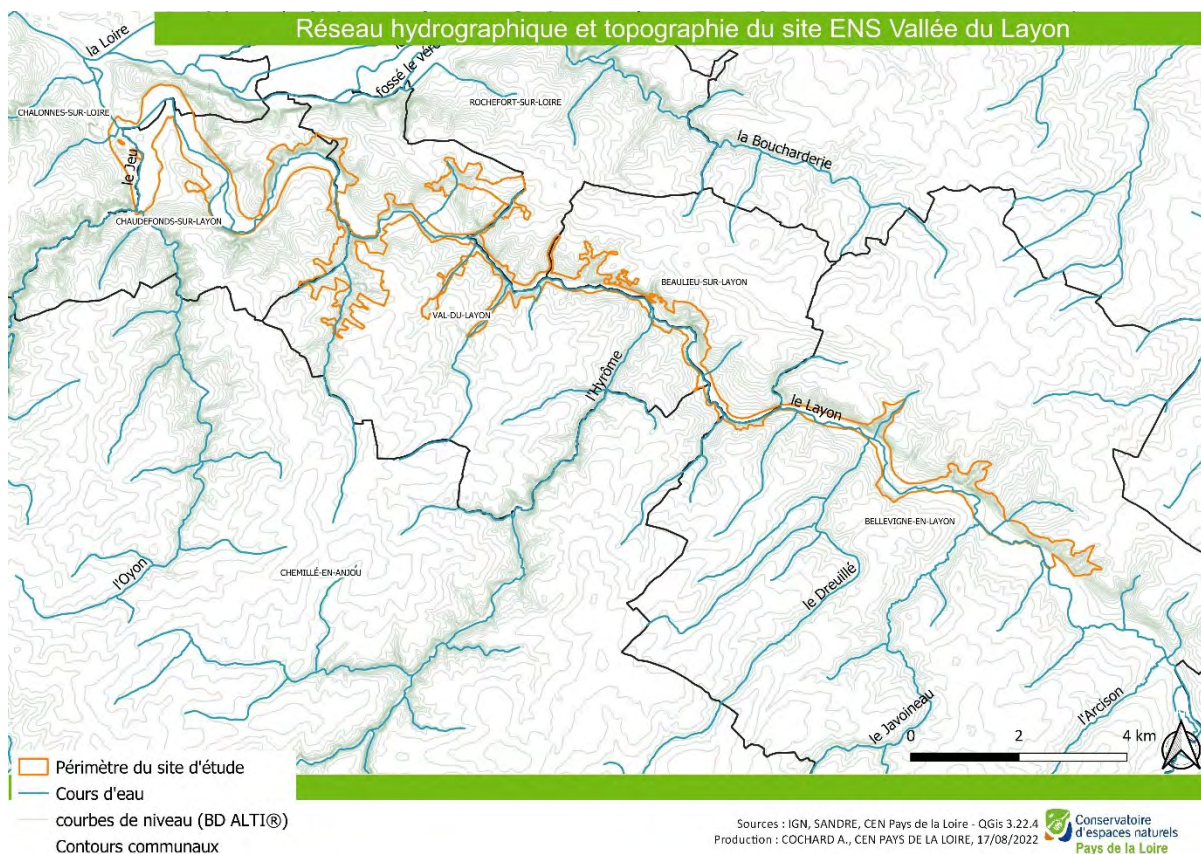 Réseau hydrographique et topographie du site ENS Vallée du Layon
la Loire
fossé le
CHALONNES-SUR-LOIRE
ROCHEFORT-SUR-LOIRE
la Boucharderie
le Jeu
CHAUDEFONDS-SUR-LAYON
BEAULIEU-SUR-LAYON
VAL-DU-LAYON
l'Hyrôme
le Layon
BELLEVIGNE-EN-LAYON
CHEMILLÉ-EN-ANJOU
l'Oyon
le Dreuillé
le Javoineau
l'Arcison
0 2 4 km
Périmètre du site d'étude
Cours d'eau
courbes de niveau (BD ALTI®)
Contours communaux
Sources : IGN, SANDRE, CEN Pays de la Loire - QGis 3.22.4
Production : COCHARD A., CEN PAYS DE LA LOIRE, 17/08/2022
Conservatoire
d'espaces naturels
Pays de la Loire